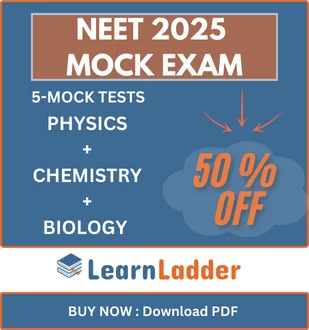 NEET 2025
MOCK EXAM
5-MOCK TESTS
PHYSICS
+
CHEMISTRY
+
BIOLOGY
50 %
OFF
LearnLadder
BUY NOW : Download PDF